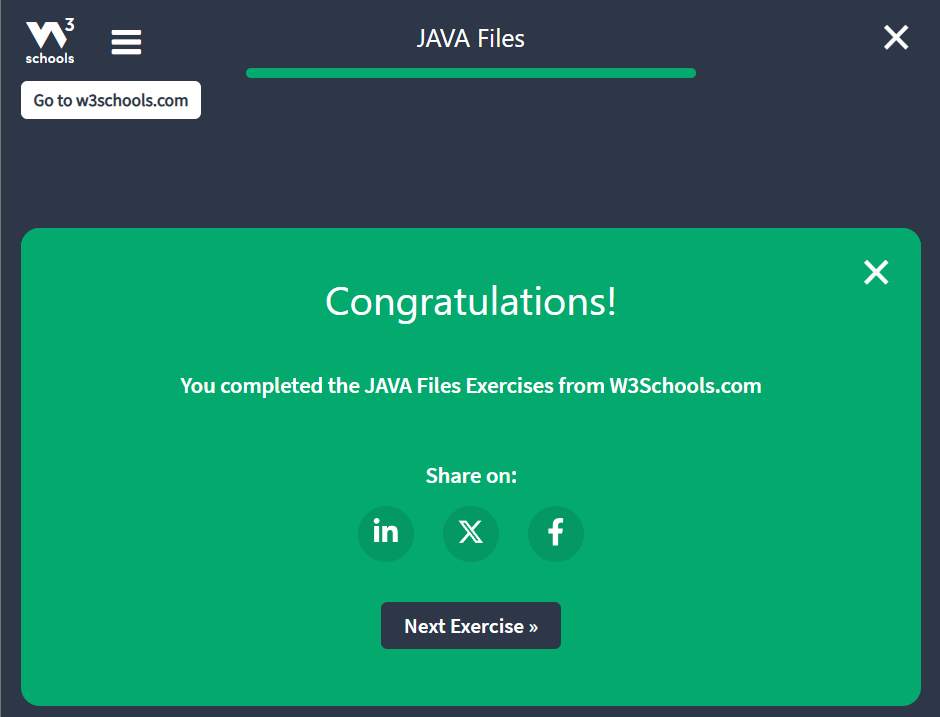 3
schools
JAVA Files
Go to w3schools.com
Congratulations!
You completed the JAVA Files Exercises from W3Schools.com
Share on:
in
X
f
Next Exercise »